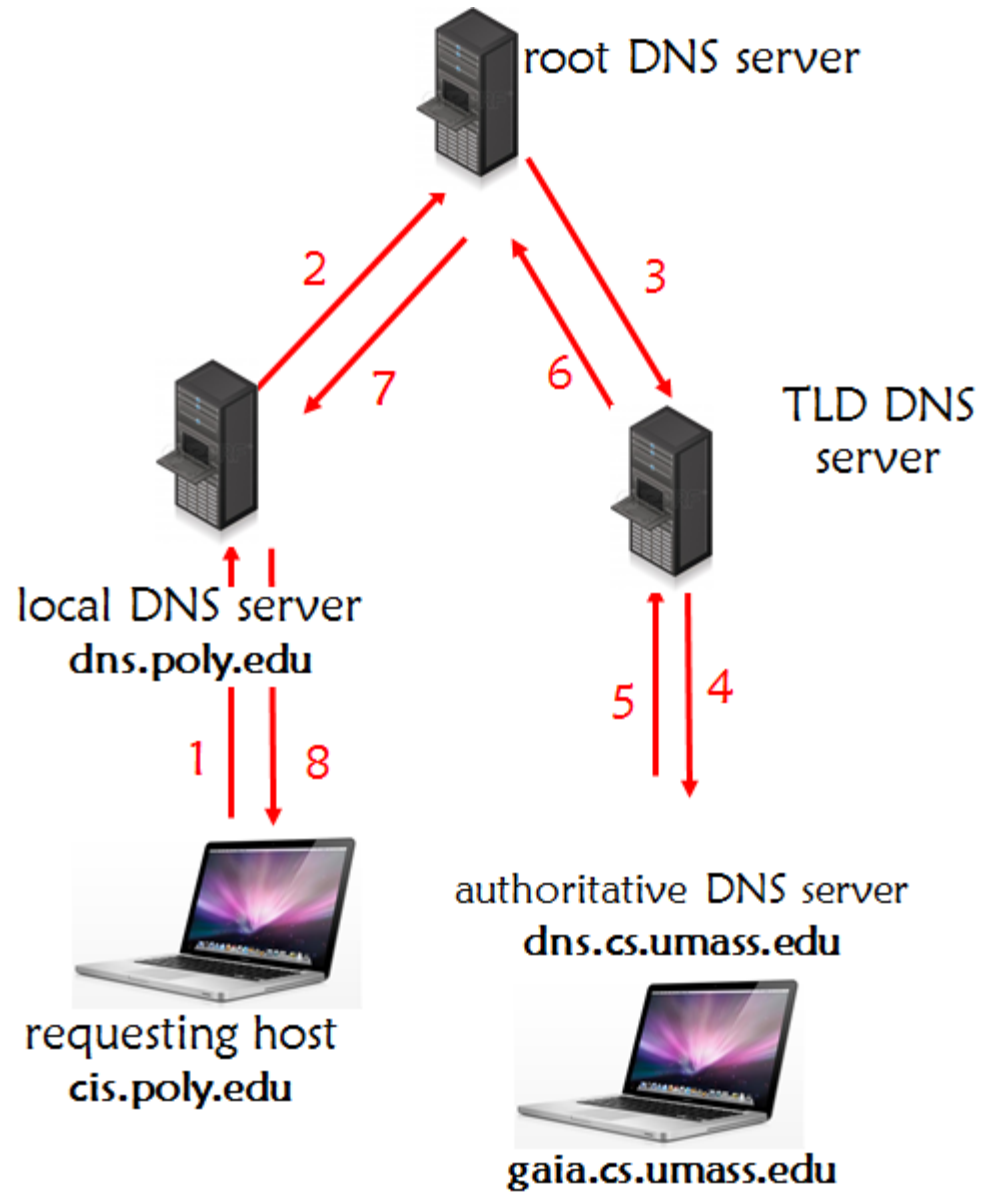 root DNS server
2
3
7
6
TLD DNS
server
local DNS server
dns.poly.edu
1
8
5
4
authoritative DNS server
dns.cs.umass.edu
requesting host
cis.poly.edu
gaia.cs.umass.edu